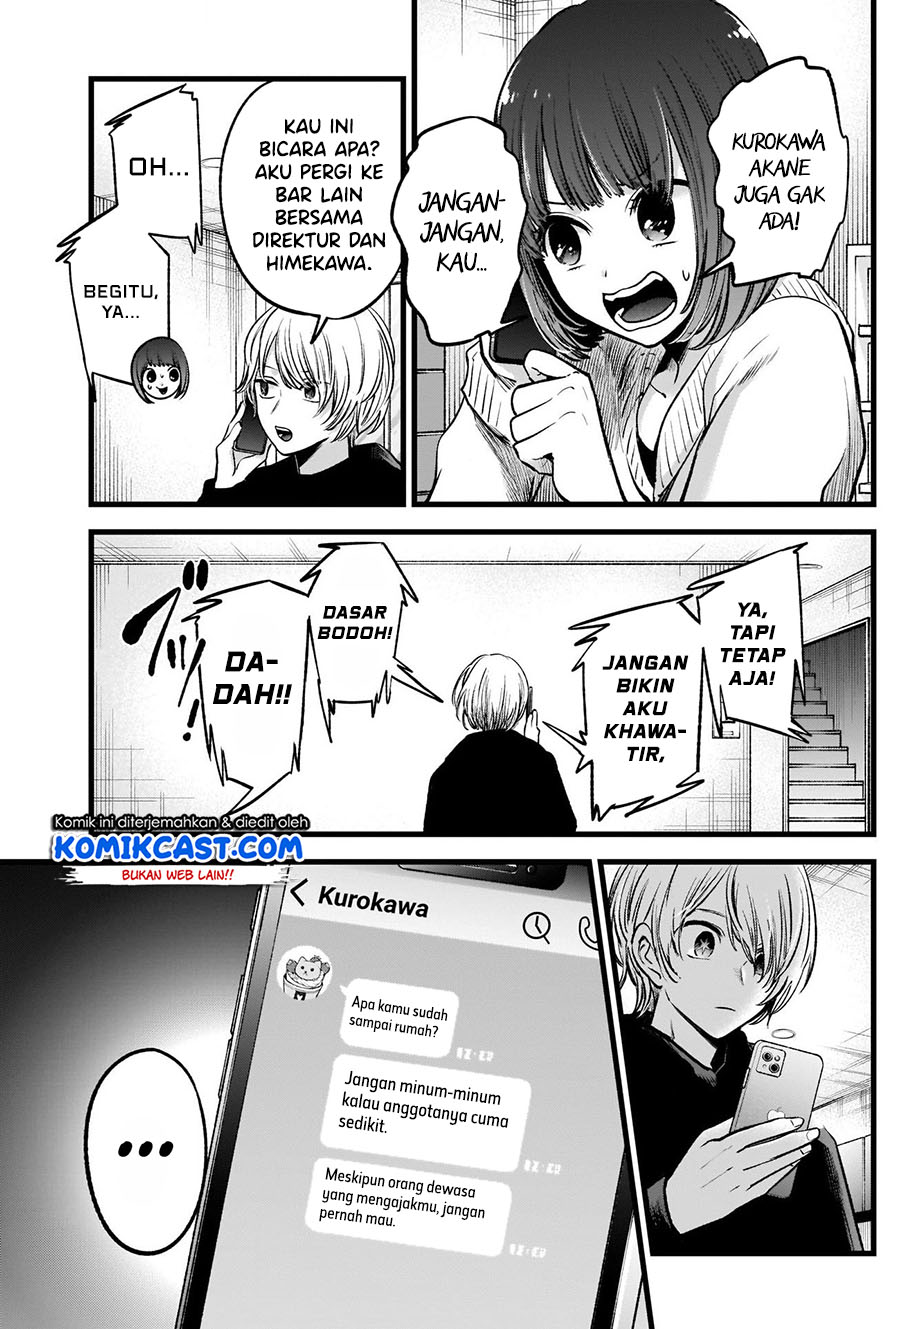 KUROKAWA
AKANE
JUGA GAK
ADA!
JANGAN-
JANGAN,
KAU...
KAU INI
BICARA APA?
AKU PERGI KE
BAR LAIN
BERSAMA
DIREKTUR DAN
HIMEKAWA.
OH...
BEGITU,
YA...
YA,
TAPI
TETAP
AJA!
JANGAN
BIKIN
AKU
KHAWA-
TIR,
DASAR
BODOH!
DA-
DAH!!
Komik ini diterjemahkan & diedit oleh
KOMIKCAST.COM
BUKAN WEB LAIN!!
Kurokawa
Apa kamu sudah
sampai rumah?
Jangan minum-minum
kalau anggotanya cuma
sedikit.
Meskipun orang dewasa
yang mengajakmu, jangan
pernah mau.
...